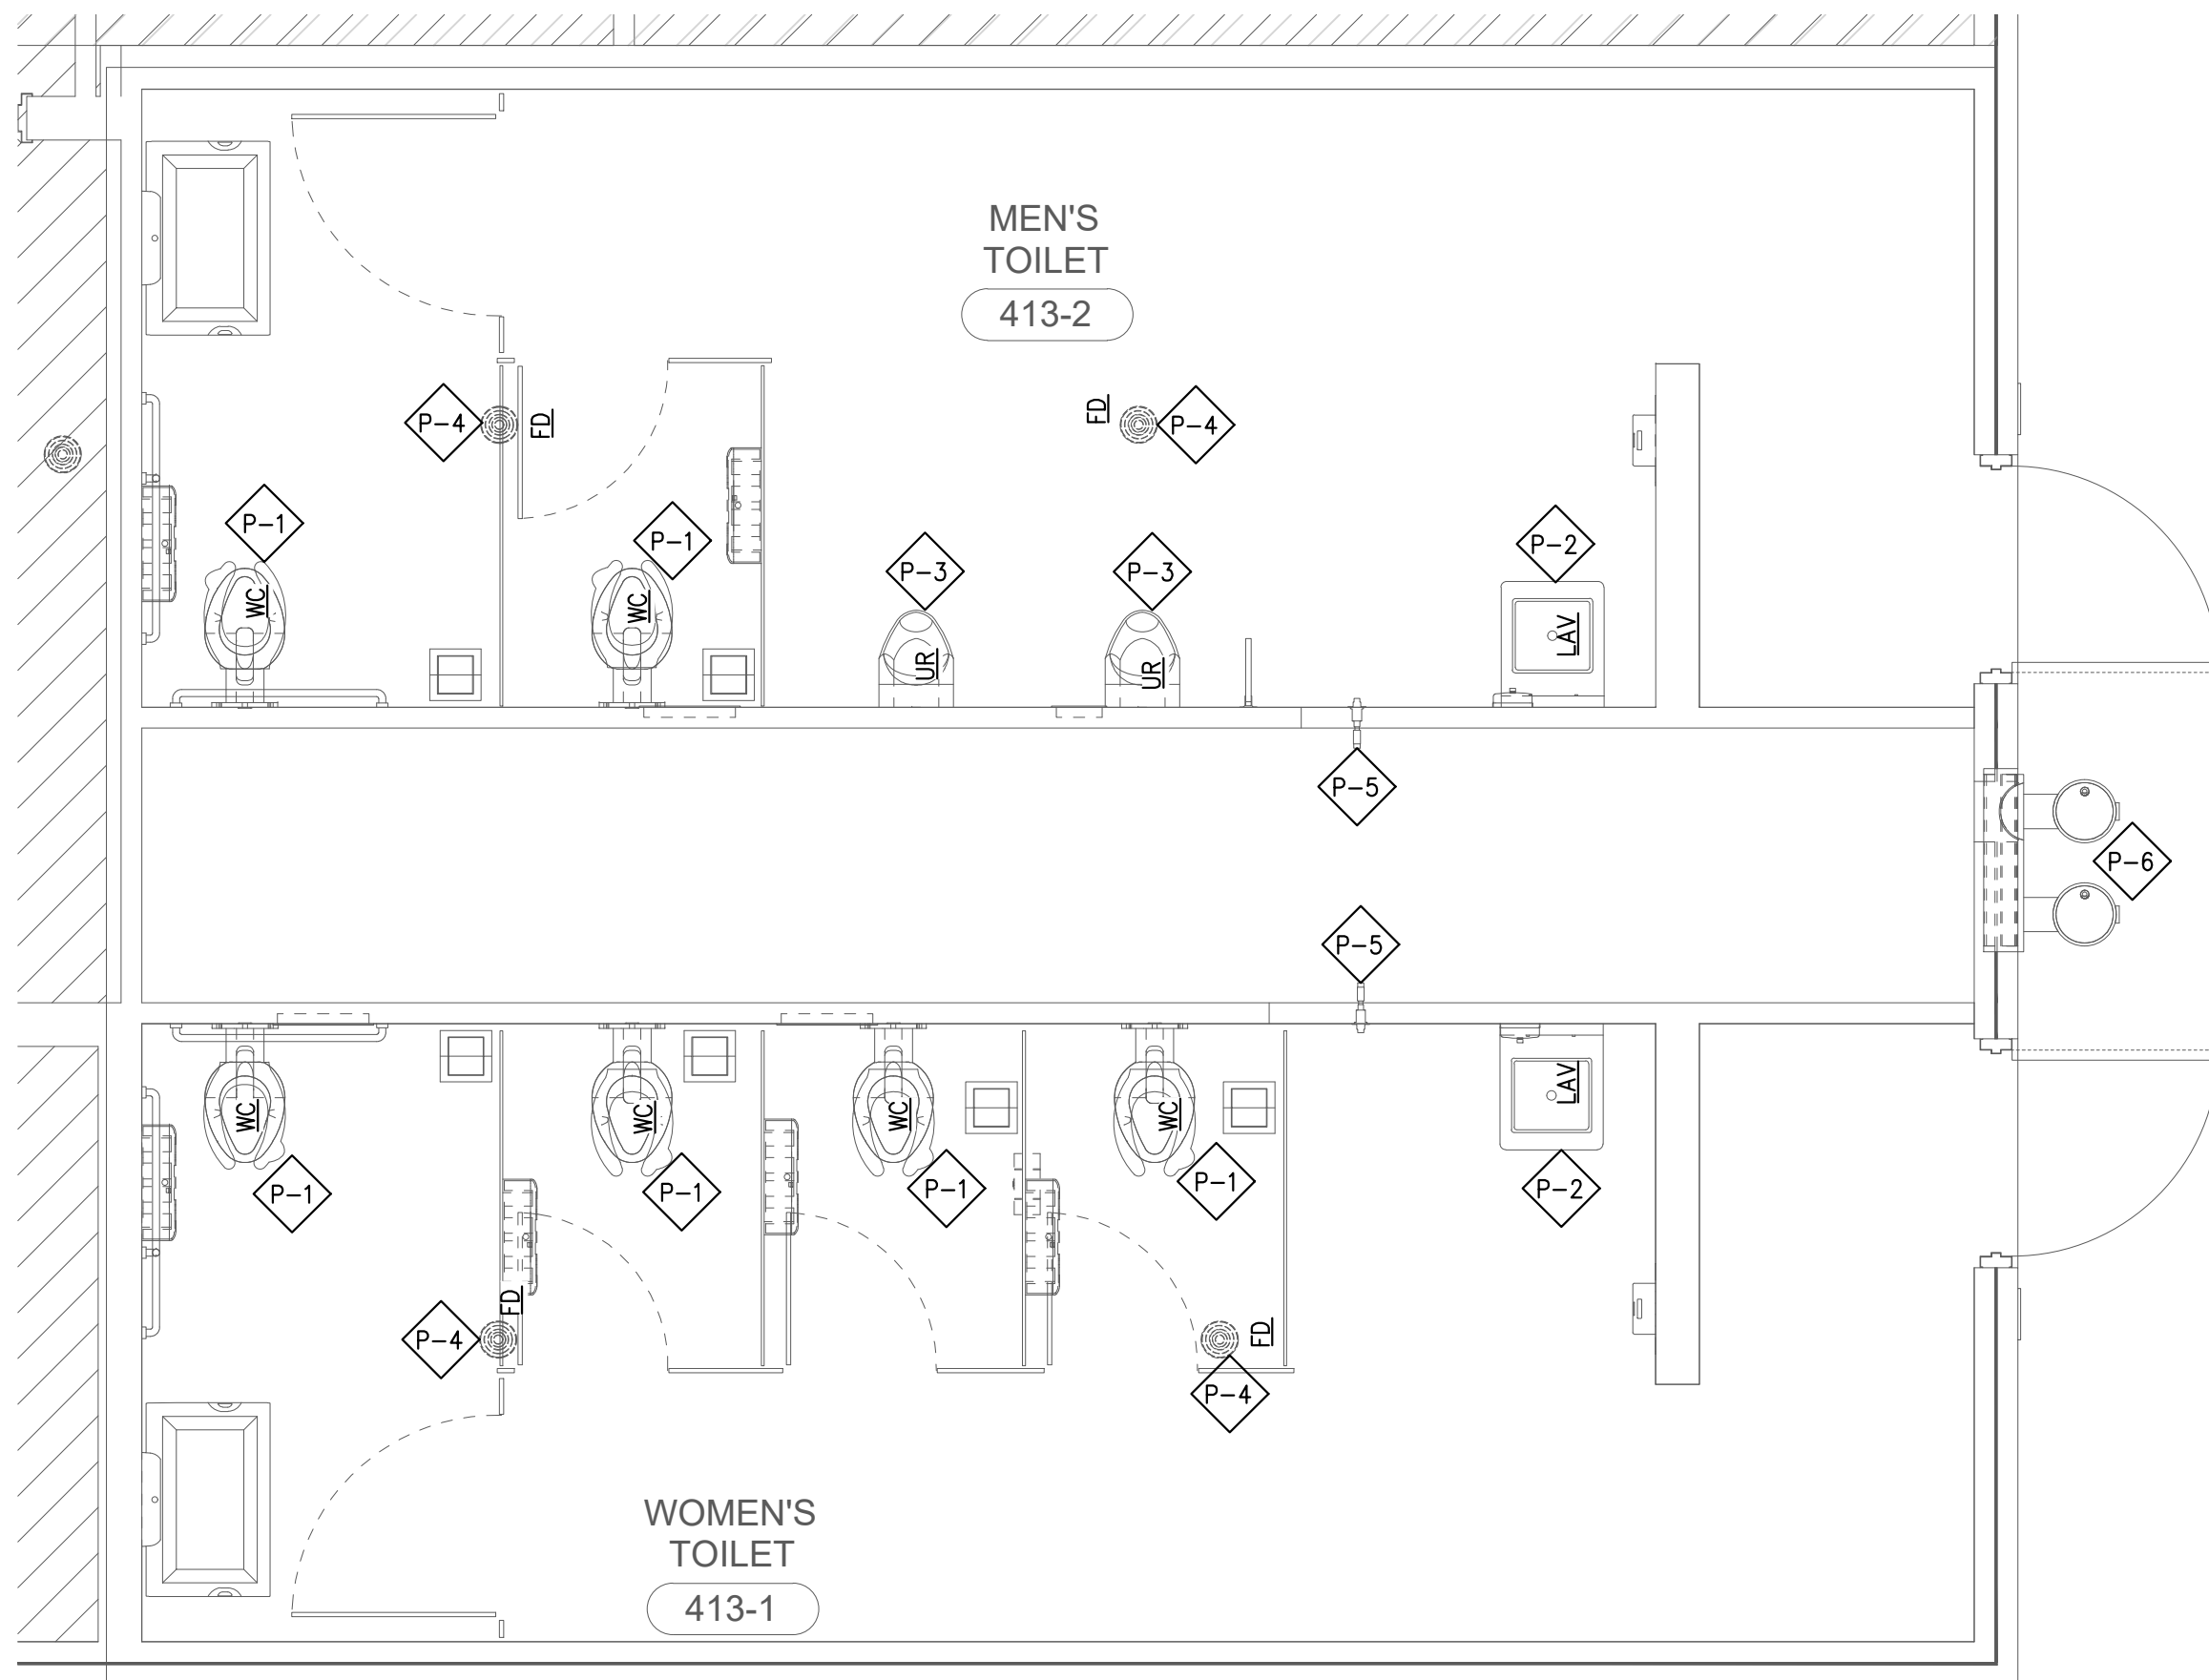 MEN'S
TOILET
413-2
P-4
FD
FD
P-4
P-1
P-1
P-3
P-3
P-2
WC
WC
UR
UR
LAV
P-5
P-6
P-5
WC
WC
WC
WC
LAV
P-1
P-1
P-1
P-1
P-2
P-4
FD
FD
P-4
WOMEN'S
TOILET
413-1